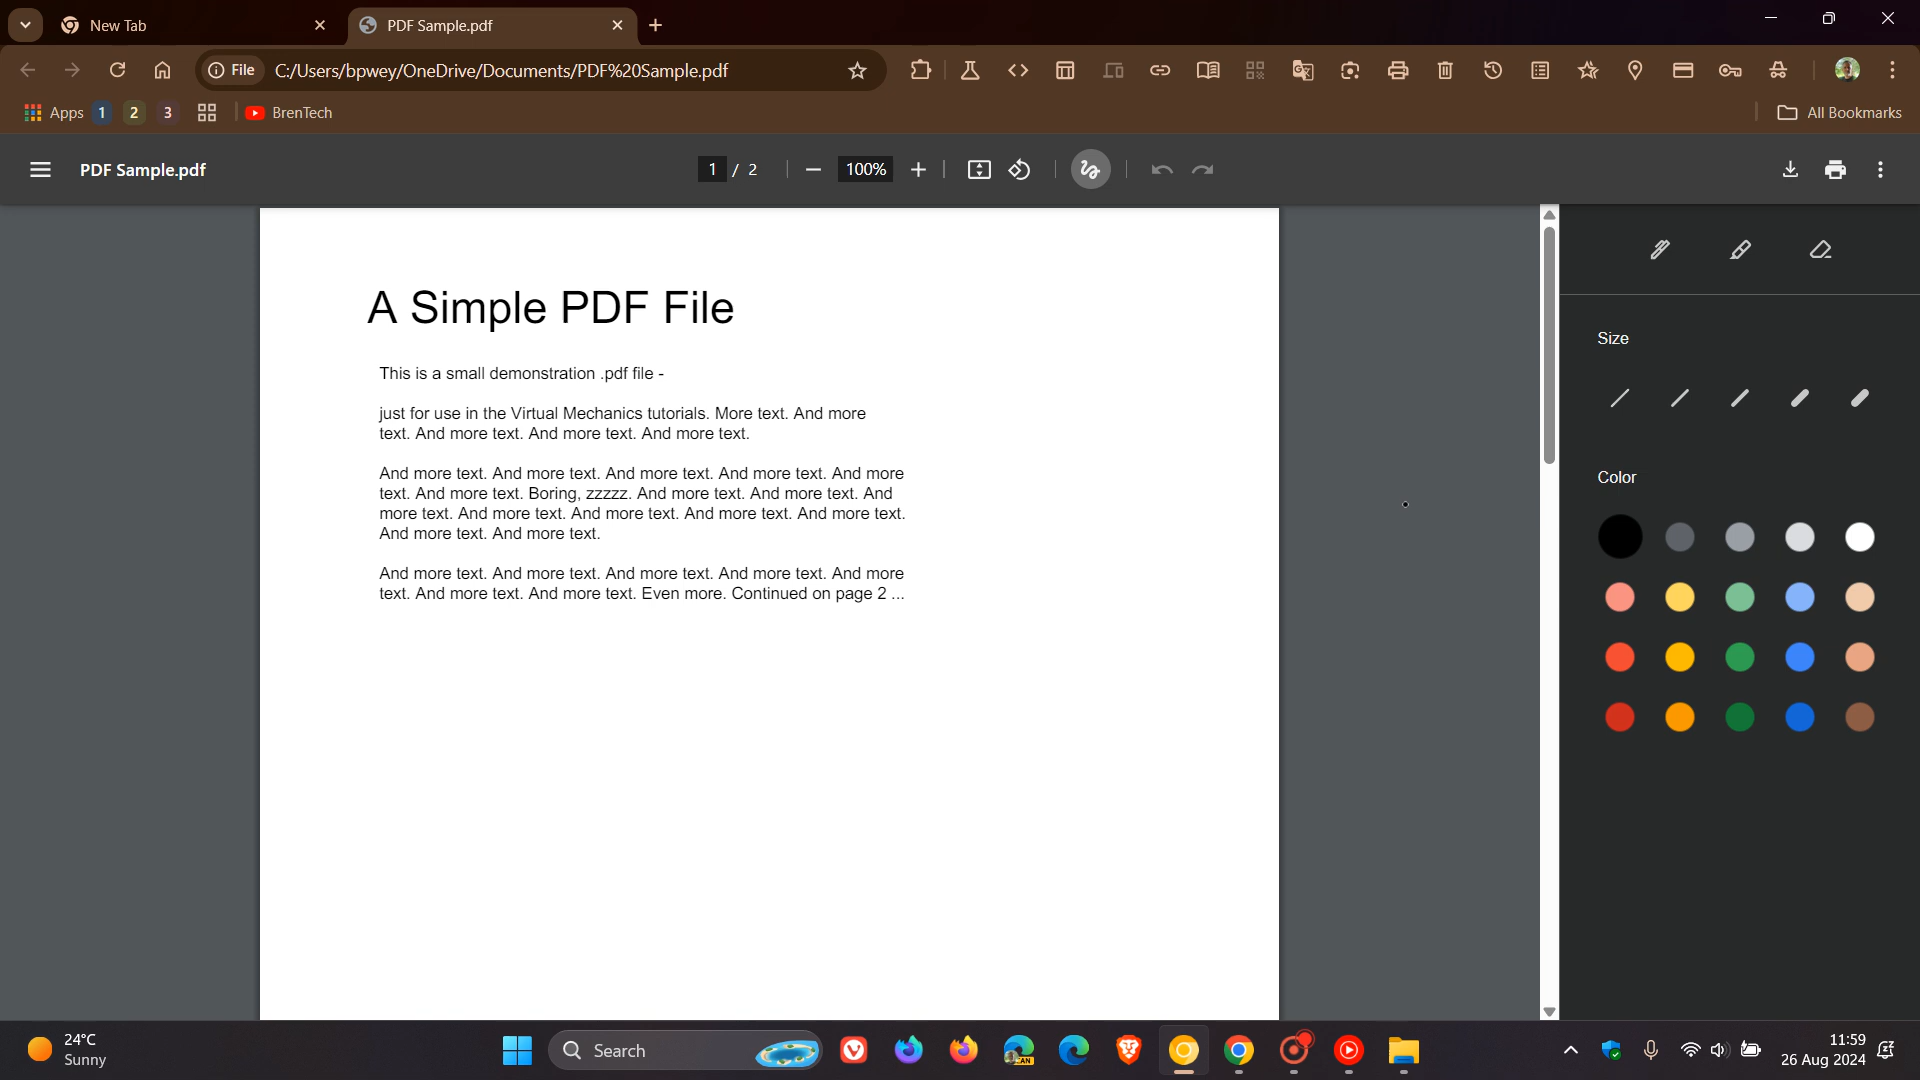 New Tab
PDF Sample.pdf
File
C:/Users/bpwey/OneDrive/Documents/PDF%20Sample.pdf
Apps 1 2 3
BrenTech
All Bookmarks
PDF Sample.pdf
1 / 2
100%
A Simple PDF File
This is a small demonstration .pdf file -
just for use in the Virtual Mechanics tutorials. More text. And more
text. And more text. And more text. And more text.
And more text. And more text. And more text. And more text. And more
text. And more text. Boring, zzzzz. And more text. And more text. And
more text. And more text. And more text. And more text. And more text.
And more text. And more text.
And more text. And more text. And more text. And more text. And more
text. And more text. And more text. Even more. Continued on page 2 ...
Size
Color
24°C
Sunny
Search
CAN
11:59
26 Aug 2024